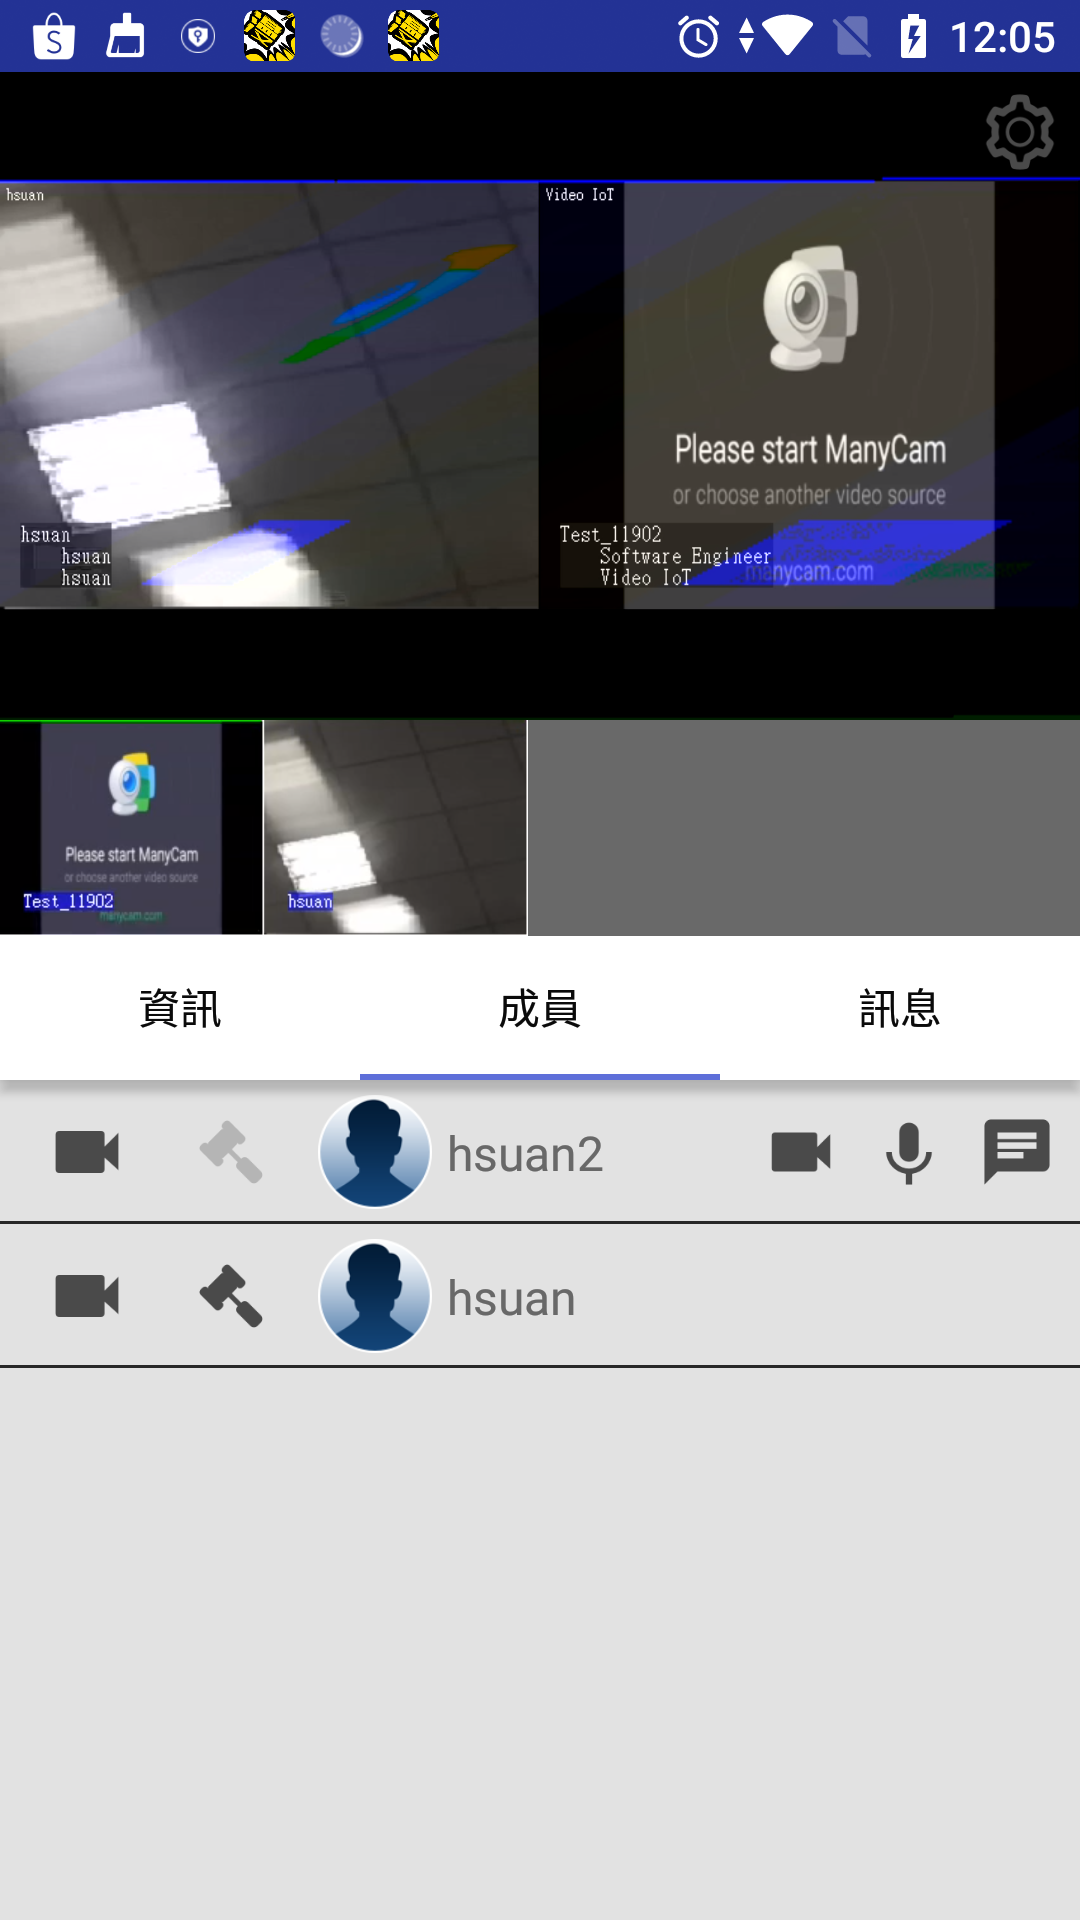 12:05
hsuan
Video IoT
Please start ManyCam
or choose another video source
hsuan
hsuan
hsuan
Test_11902
Software Engineer
Video IoT
manycam.com
Please start ManyCam
or choose another video source
Test_11902
manycam.com
hsuan
資訊
成員
訊息
hsuan2
hsuan